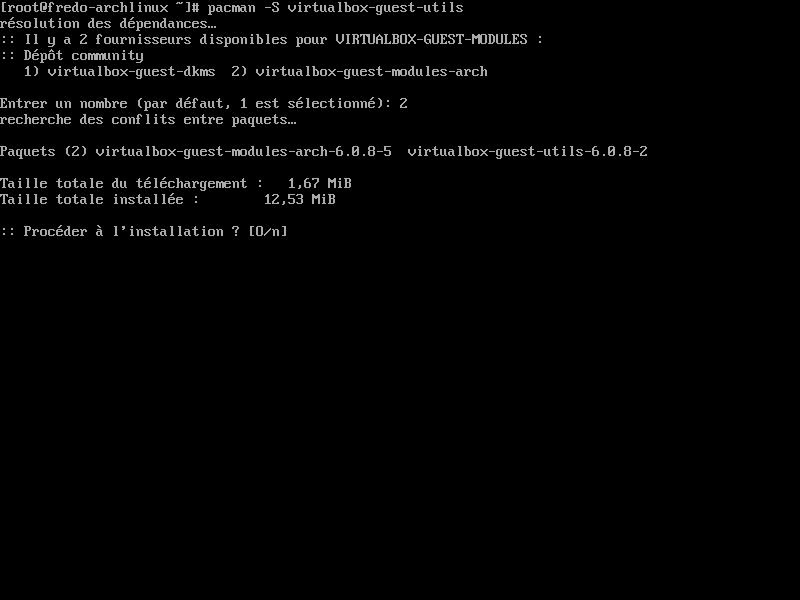 [root@fredo-archlinux ~]# pacman -S virtualbox-guest-utils
résolution des dépendances…
:: Il y a 2 fournisseurs disponibles pour VIRTUALBOX-GUEST-MODULES :
:: Dépôt community
   1) virtualbox-guest-dkms  2) virtualbox-guest-modules-arch
Entrer un nombre (par défaut, 1 est sélectionné): 2
recherche des conflits entre paquets…
Paquets (2) virtualbox-guest-modules-arch-6.0.8-5  virtualbox-guest-utils-6.0.8-2
Taille totale du téléchargement :   1,67 MiB
Taille totale installée :        12,53 MiB
:: Procéder à l’installation ? [O/n]